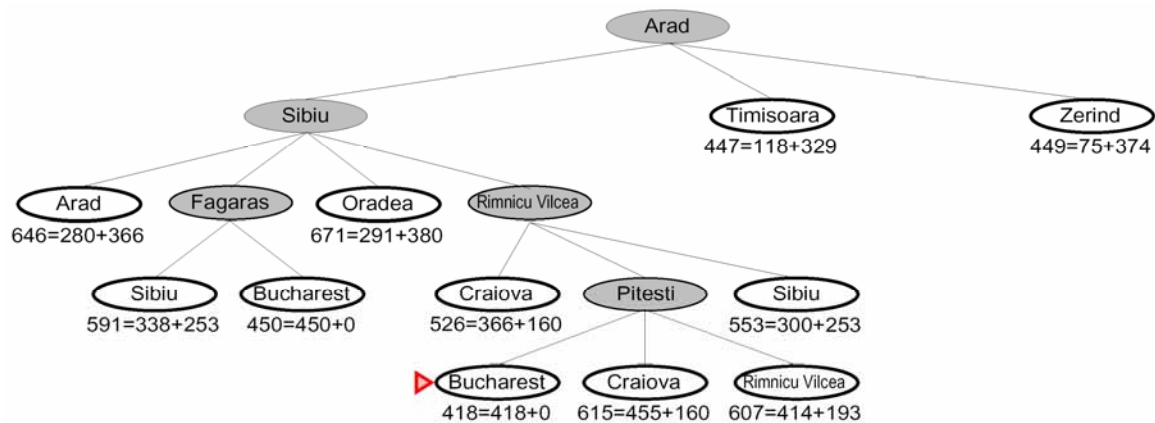 Arad
Sibiu
Timisoara
Zerind
447=118+329
449=75+374
Arad
Fagaras
Oradea
Rimnicu Vilcea
646=280+366
671=291+380
Sibiu
Bucharest
Craiova
Pitesti
Sibiu
591=338+253
450=450+0
526=366+160
553=300+253
Bucharest
Craiova
Rimnicu Vilcea
418=418+0
615=455+160
607=414+193